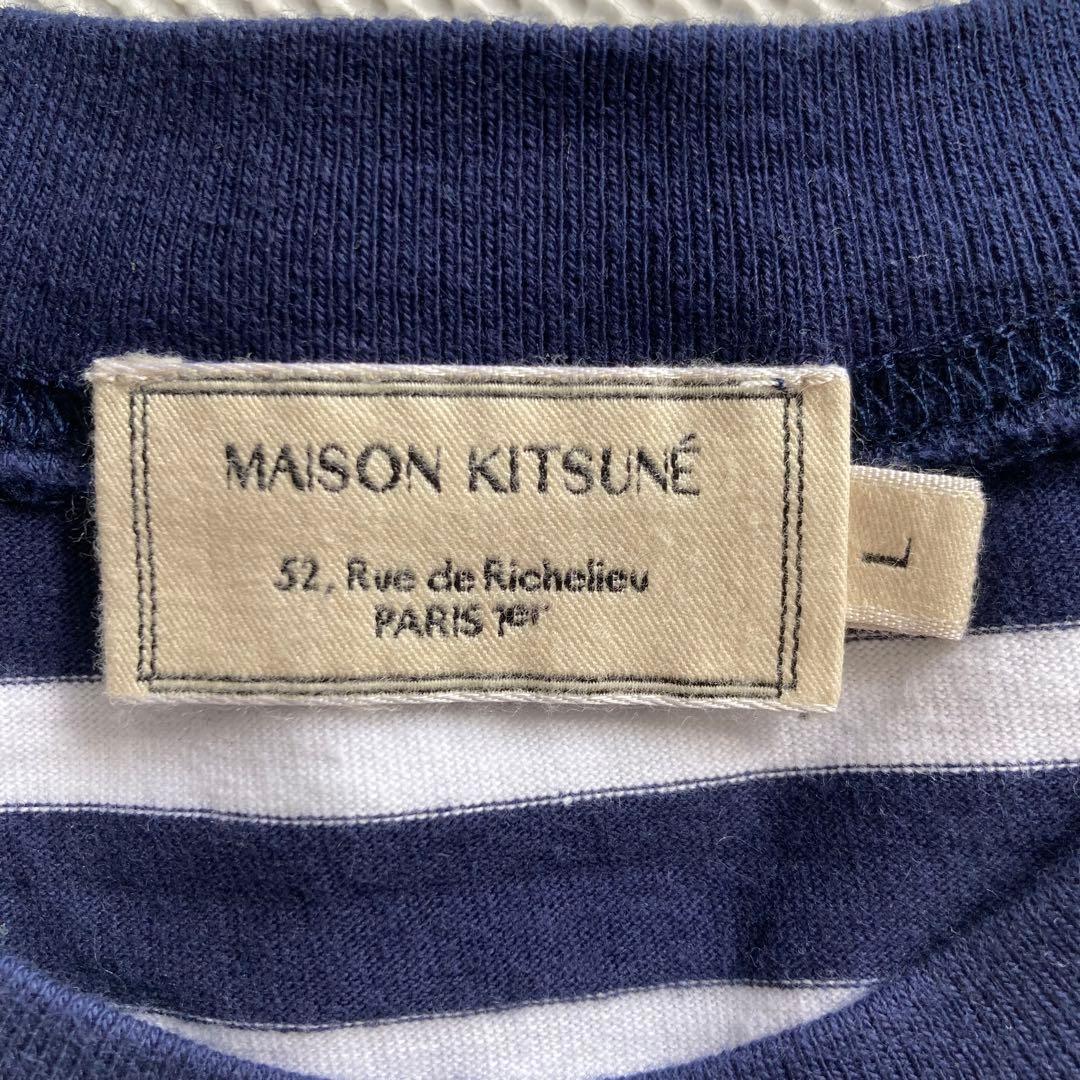 MAISON KITSUNÉ
52, Rue de Richelieu
PARIS 1er
L